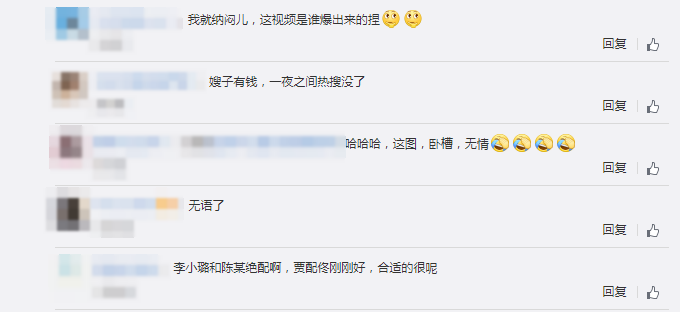 我就纳闷儿，这视频是谁爆出来的捏
回复
嫂子有钱，一夜之间热搜没了
回复
哈哈哈，这图，卧槽，无情
回复
无语了
回复
李小璐和陈某绝配啊，贾配佟刚刚好，合适的很呢
回复